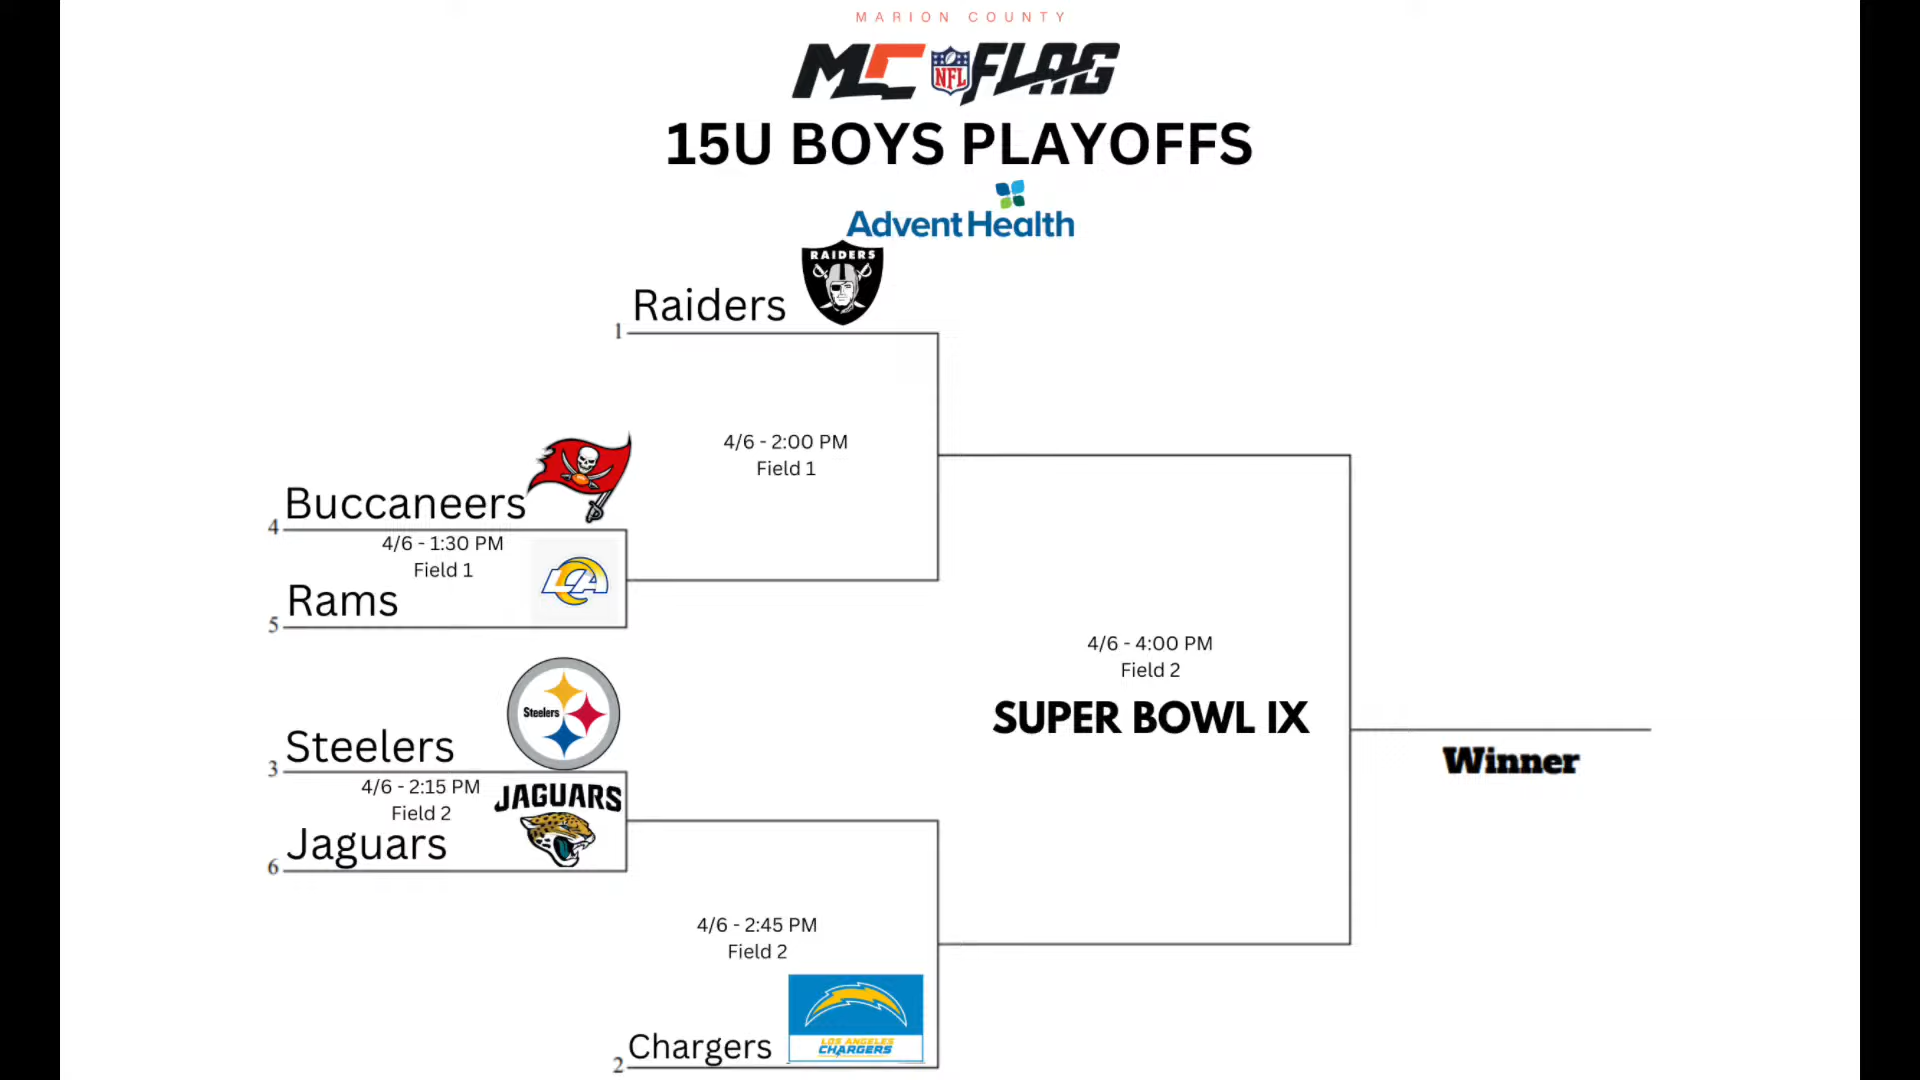 MARION COUNTY
MC NFL FLAG
15U BOYS PLAYOFFS
AdventHealth
RAIDERS
Raiders
1
4/6 - 2:00 PM
Field 1
Buccaneers
4
4/6 - 1:30 PM
Field 1
LA
Rams
5
4/6 - 4:00 PM
Field 2
SUPER BOWL IX
Winner
Steelers
Steelers
3
4/6 - 2:15 PM
Field 2
JAGUARS
Jaguars
6
4/6 - 2:45 PM
Field 2
Chargers
LOS ANGELES
CHARGERS
2